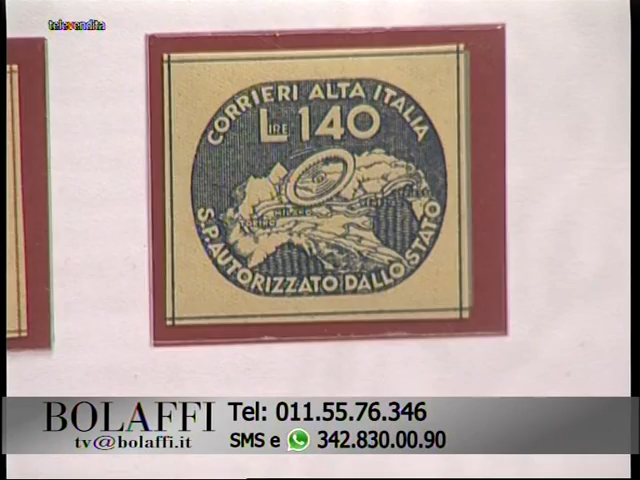 televendita
CORRIERI ALTA ITALIA
LIRE 140
S.P. AUTORIZZATO DALLO STATO
BOLAFFI
tv@bolaffi.it
Tel: 011.55.76.346
SMS e 342.830.00.90